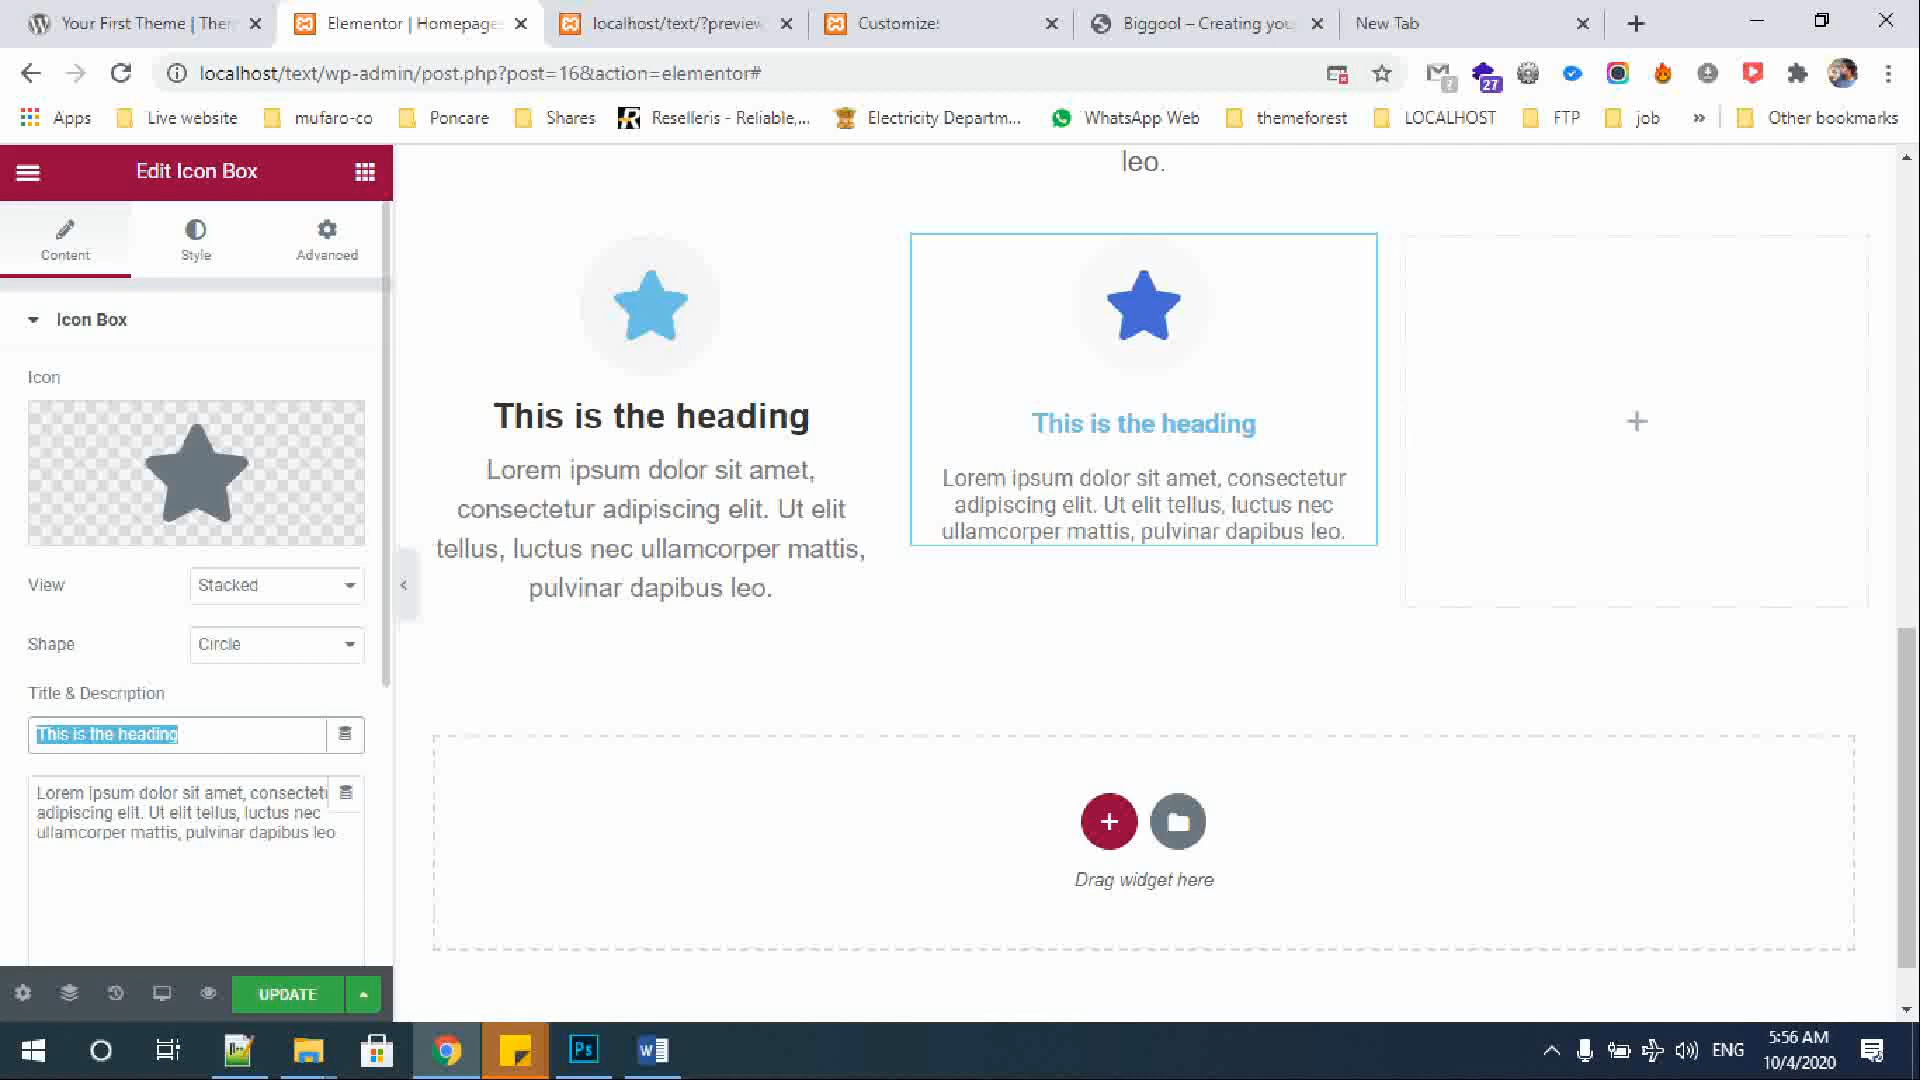 Your First Theme | Them
Elementor | Homepage
localhost/text/?preview
Customize:
Biggool – Creating you
New Tab
localhost/text/wp-admin/post.php?post=16&action=elementor#
27
Apps
Live website
mufaro-co
Poncare
Shares
Reselleris - Reliable,...
Electricity Departm...
WhatsApp Web
themeforest
LOCALHOST
FTP
job
»
Other bookmarks
Edit Icon Box
Content
Style
Advanced
Icon Box
Icon
View
Stacked
Shape
Circle
Title & Description
This is the heading
Lorem ipsum dolor sit amet, consectetu
adipiscing elit. Ut elit tellus, luctus nec
ullamcorper mattis, pulvinar dapibus leo
UPDATE
leo.
This is the heading
Lorem ipsum dolor sit amet,
consectetur adipiscing elit. Ut elit
tellus, luctus nec ullamcorper mattis,
pulvinar dapibus leo.
This is the heading
Lorem ipsum dolor sit amet, consectetur
adipiscing elit. Ut elit tellus, luctus nec
ullamcorper mattis, pulvinar dapibus leo.
Drag widget here
Ps
W
ENG
5:56 AM
10/4/2020